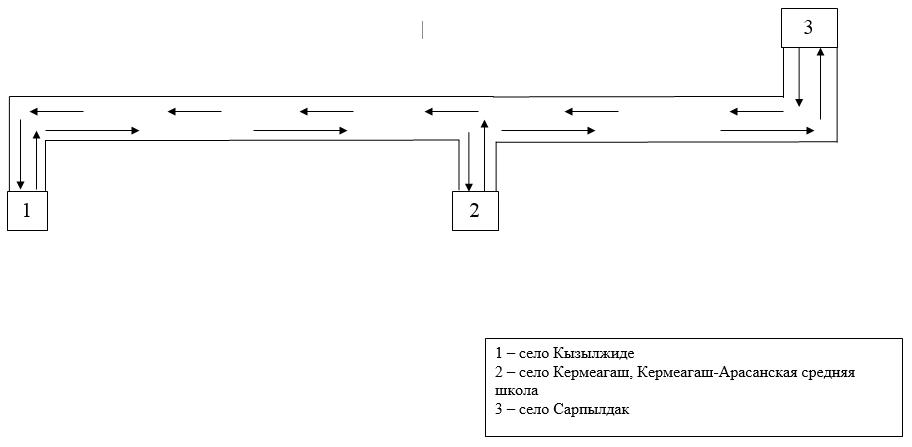 3
1
2
1 – село Кызылжиде
2 – село Кермеагаш, Кермеагаш-Арасанская средняя
школа
3 – село Сарпылдак